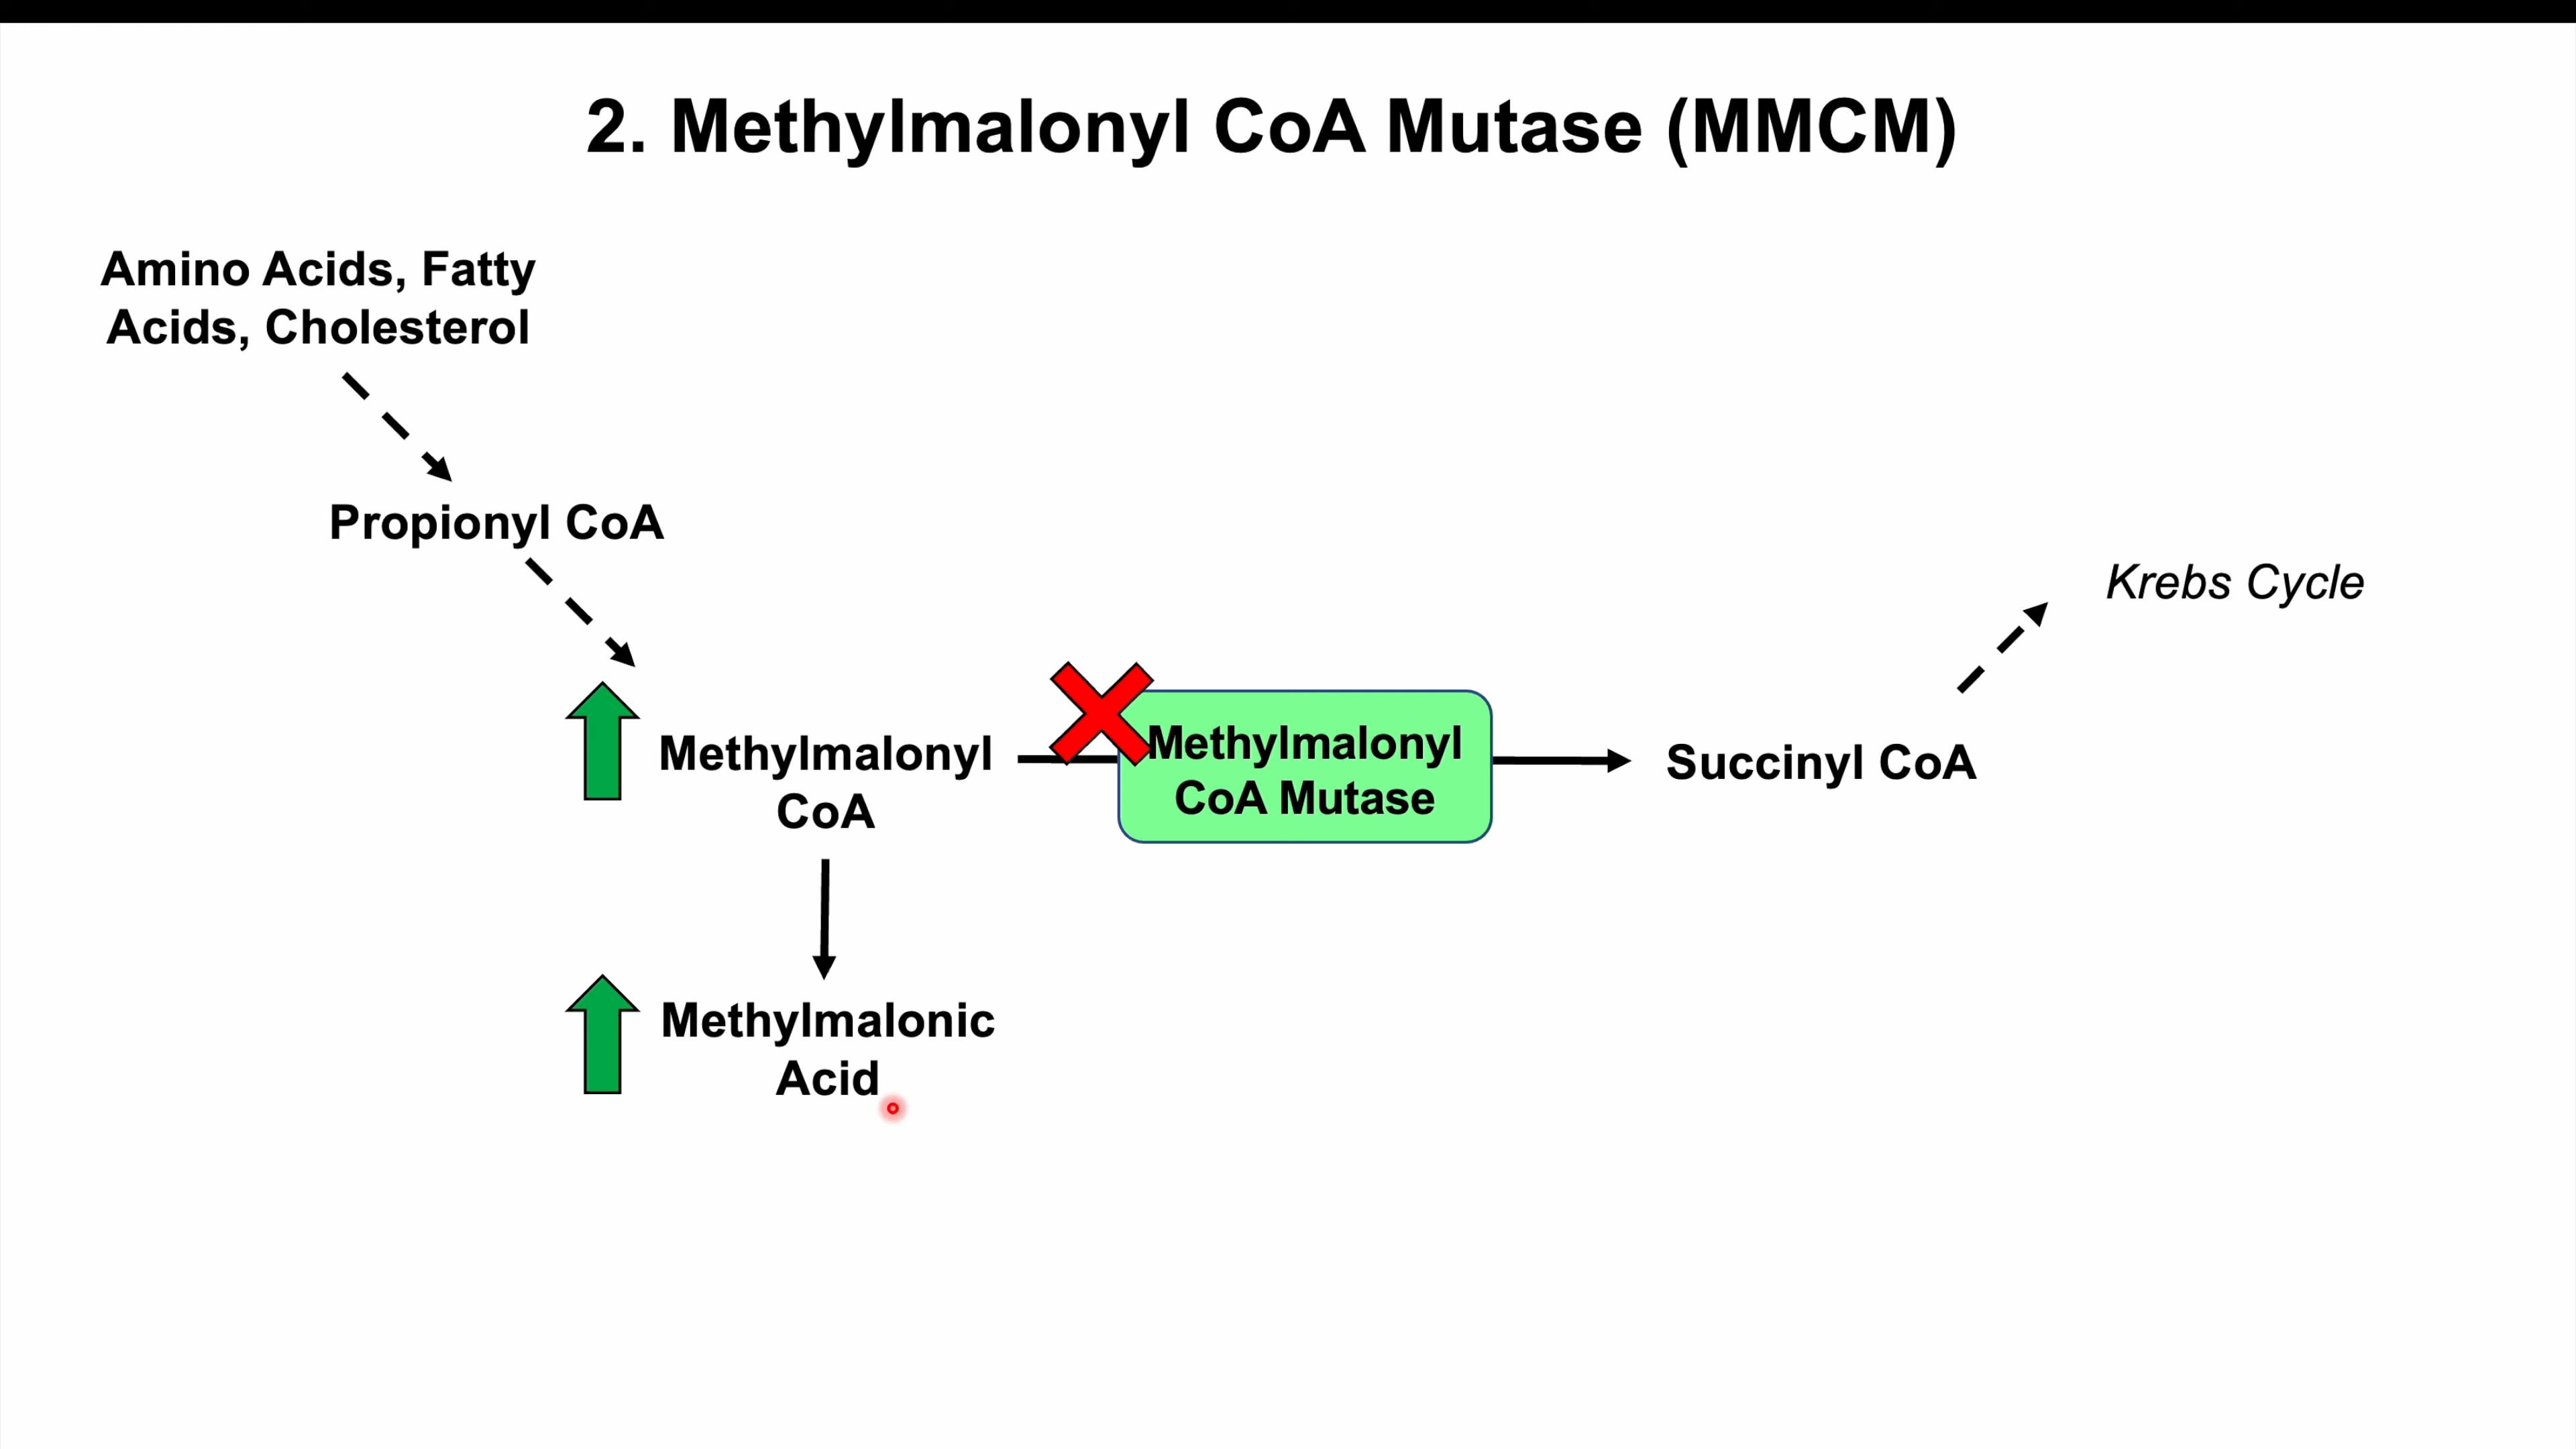 2. Methylmalonyl CoA Mutase (MMCM)
Amino Acids, Fatty
Acids, Cholesterol
Propionyl CoA
Krebs Cycle
Methylmalonyl
CoA
Methylmalonyl
CoA Mutase
Succinyl CoA
Methylmalonic
Acid